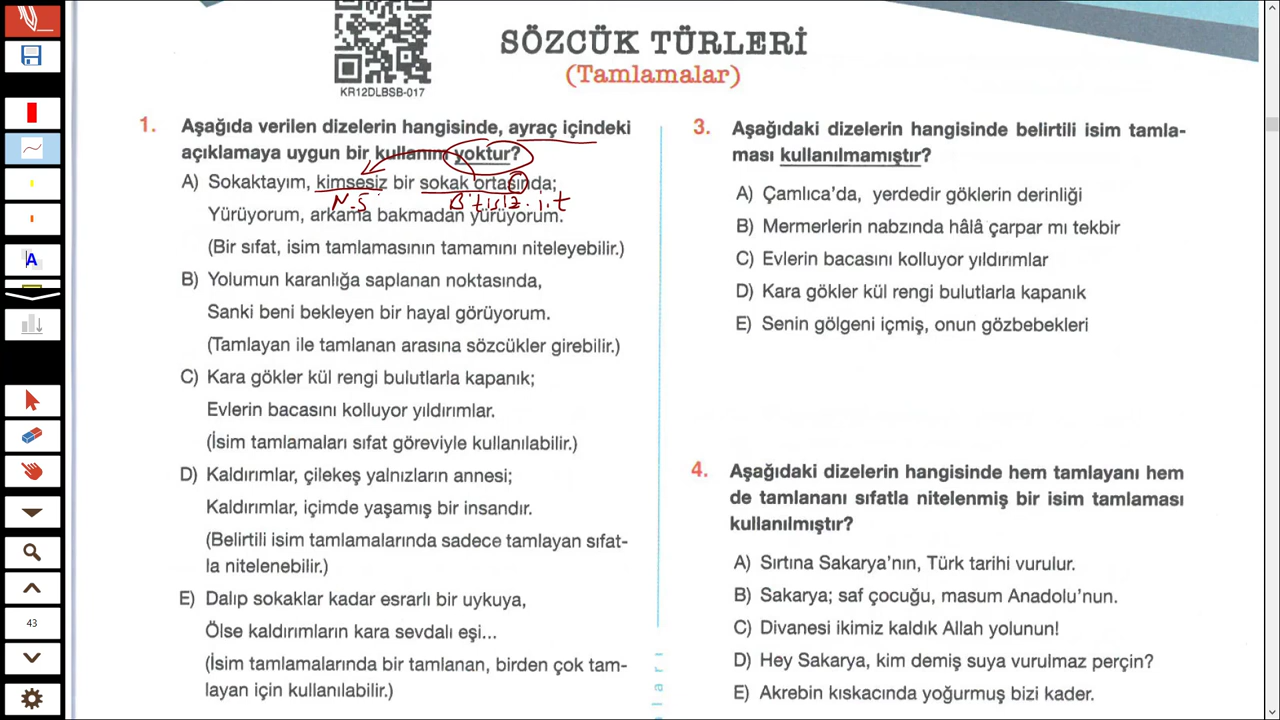 KR12DLBSB-017
SÖZCÜK TÜRLERİ
(Tamlamalar)
1. Aşağıda verilen dizelerin hangisinde, ayraç içindeki
açıklamaya uygun bir kullanım yoktur?
A) Sokaktayım, kimsesiz bir sokak ortasında;
N.S B'tisiz. i. t
Yürüyorum, arkama bakmadan yürüyorum.
(Bir sıfat, isim tamlamasının tamamını niteleyebilir.)
B) Yolumun karanlığa saplanan noktasında,
Sanki beni bekleyen bir hayal görüyorum.
(Tamlayan ile tamlanan arasına sözcükler girebilir.)
C) Kara gökler kül rengi bulutlarla kapanık;
Evlerin bacasını kolluyor yıldırımlar.
(İsim tamlamaları sıfat göreviyle kullanılabilir.)
D) Kaldırımlar, çilekeş yalnızların annesi;
Kaldırımlar, içimde yaşamış bir insandır.
(Belirtili isim tamlamalarında sadece tamlayan sıfat-
la nitelenebilir.)
E) Dalıp sokaklar kadar esrarlı bir uykuya,
Ölse kaldırımların kara sevdalı eşi...
(İsim tamlamalarında bir tamlanan, birden çok tam-
layan için kullanılabilir.)
3. Aşağıdaki dizelerin hangisinde belirtili isim tamla-
ması kullanılmamıştır?
A) Çamlıca'da, yerdedir göklerin derinliği
B) Mermerlerin nabzında hâlâ çarpar mı tekbir
C) Evlerin bacasını kolluyor yıldırımlar
D) Kara gökler kül rengi bulutlarla kapanık
E) Senin gölgeni içmiş, onun gözbebekleri
4. Aşağıdaki dizelerin hangisinde hem tamlayanı hem
de tamlananı sıfatla nitelenmiş bir isim tamlaması
kullanılmıştır?
A) Sırtına Sakarya'nın, Türk tarihi vurulur.
B) Sakarya; saf çocuğu, masum Anadolu'nun.
C) Divanesi ikimiz kaldık Allah yolunun!
D) Hey Sakarya, kim demiş suya vurulmaz perçin?
E) Akrebin kıskacında yoğurmuş bizi kader.
ları
A
43